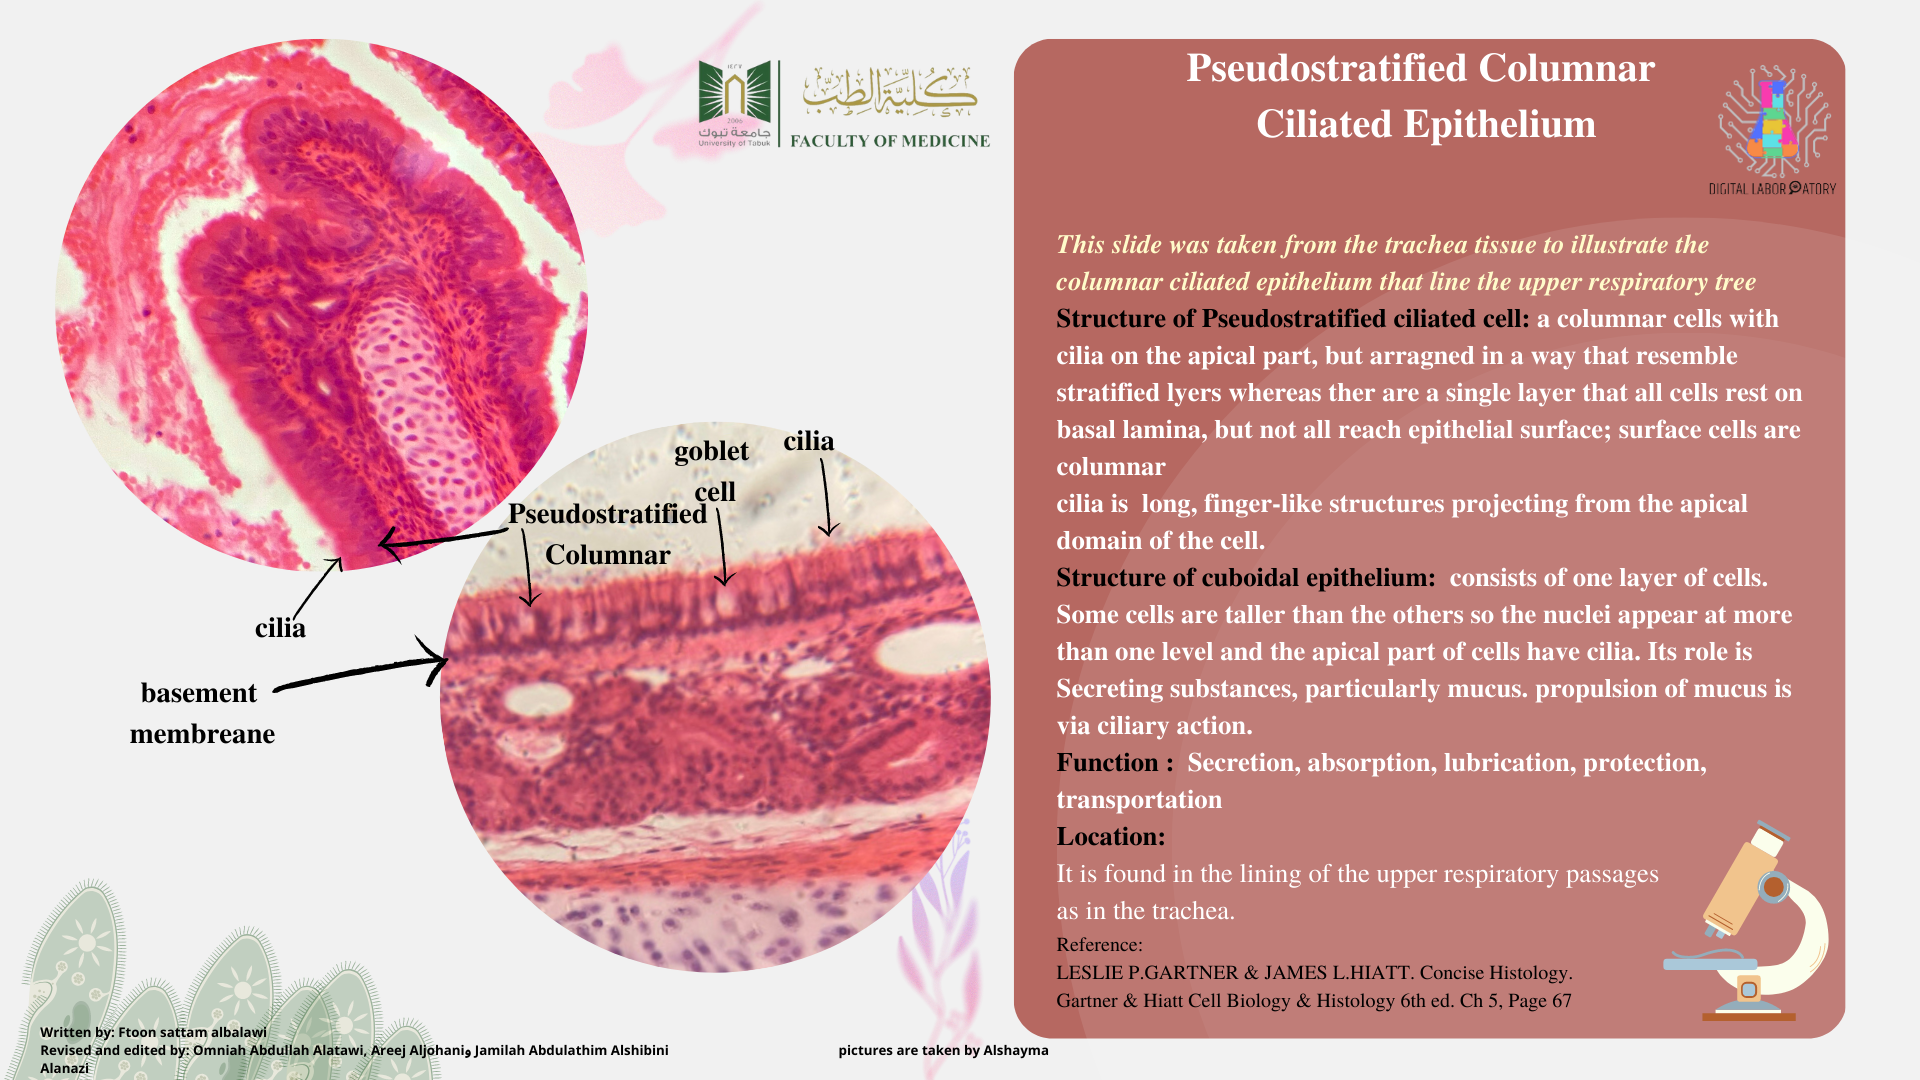 ١٤٢٧
2006
جامعة تبوك
University of Tabuk
كلية الطب
FACULTY OF MEDICINE
goblet
cell
cilia
Pseudostratified
Columnar
cilia
basement
membreane
Pseudostratified Columnar
Ciliated Epithelium
DIGITAL LABORATORY
This slide was taken from the trachea tissue to illustrate the
columnar ciliated epithelium that line the upper respiratory tree
Structure of Pseudostratified ciliated cell: a columnar cells with
cilia on the apical part, but arragned in a way that resemble
stratified lyers whereas ther are a single layer that all cells rest on
basal lamina, but not all reach epithelial surface; surface cells are
columnar
cilia is long, finger-like structures projecting from the apical
domain of the cell.
Structure of cuboidal epithelium: consists of one layer of cells.
Some cells are taller than the others so the nuclei appear at more
than one level and the apical part of cells have cilia. Its role is
Secreting substances, particularly mucus. propulsion of mucus is
via ciliary action.
Function : Secretion, absorption, lubrication, protection,
transportation
Location:
It is found in the lining of the upper respiratory passages
as in the trachea.
Reference:
LESLIE P.GARTNER & JAMES L.HIATT. Concise Histology.
Gartner & Hiatt Cell Biology & Histology 6th ed. Ch 5, Page 67
Written by: Ftoon sattam albalawi
Revised and edited by: Omniah Abdullah Alatawi, Areej Aljohaniو Jamilah Abdulathim Alshibini pictures are taken by Alshayma
Alanazi